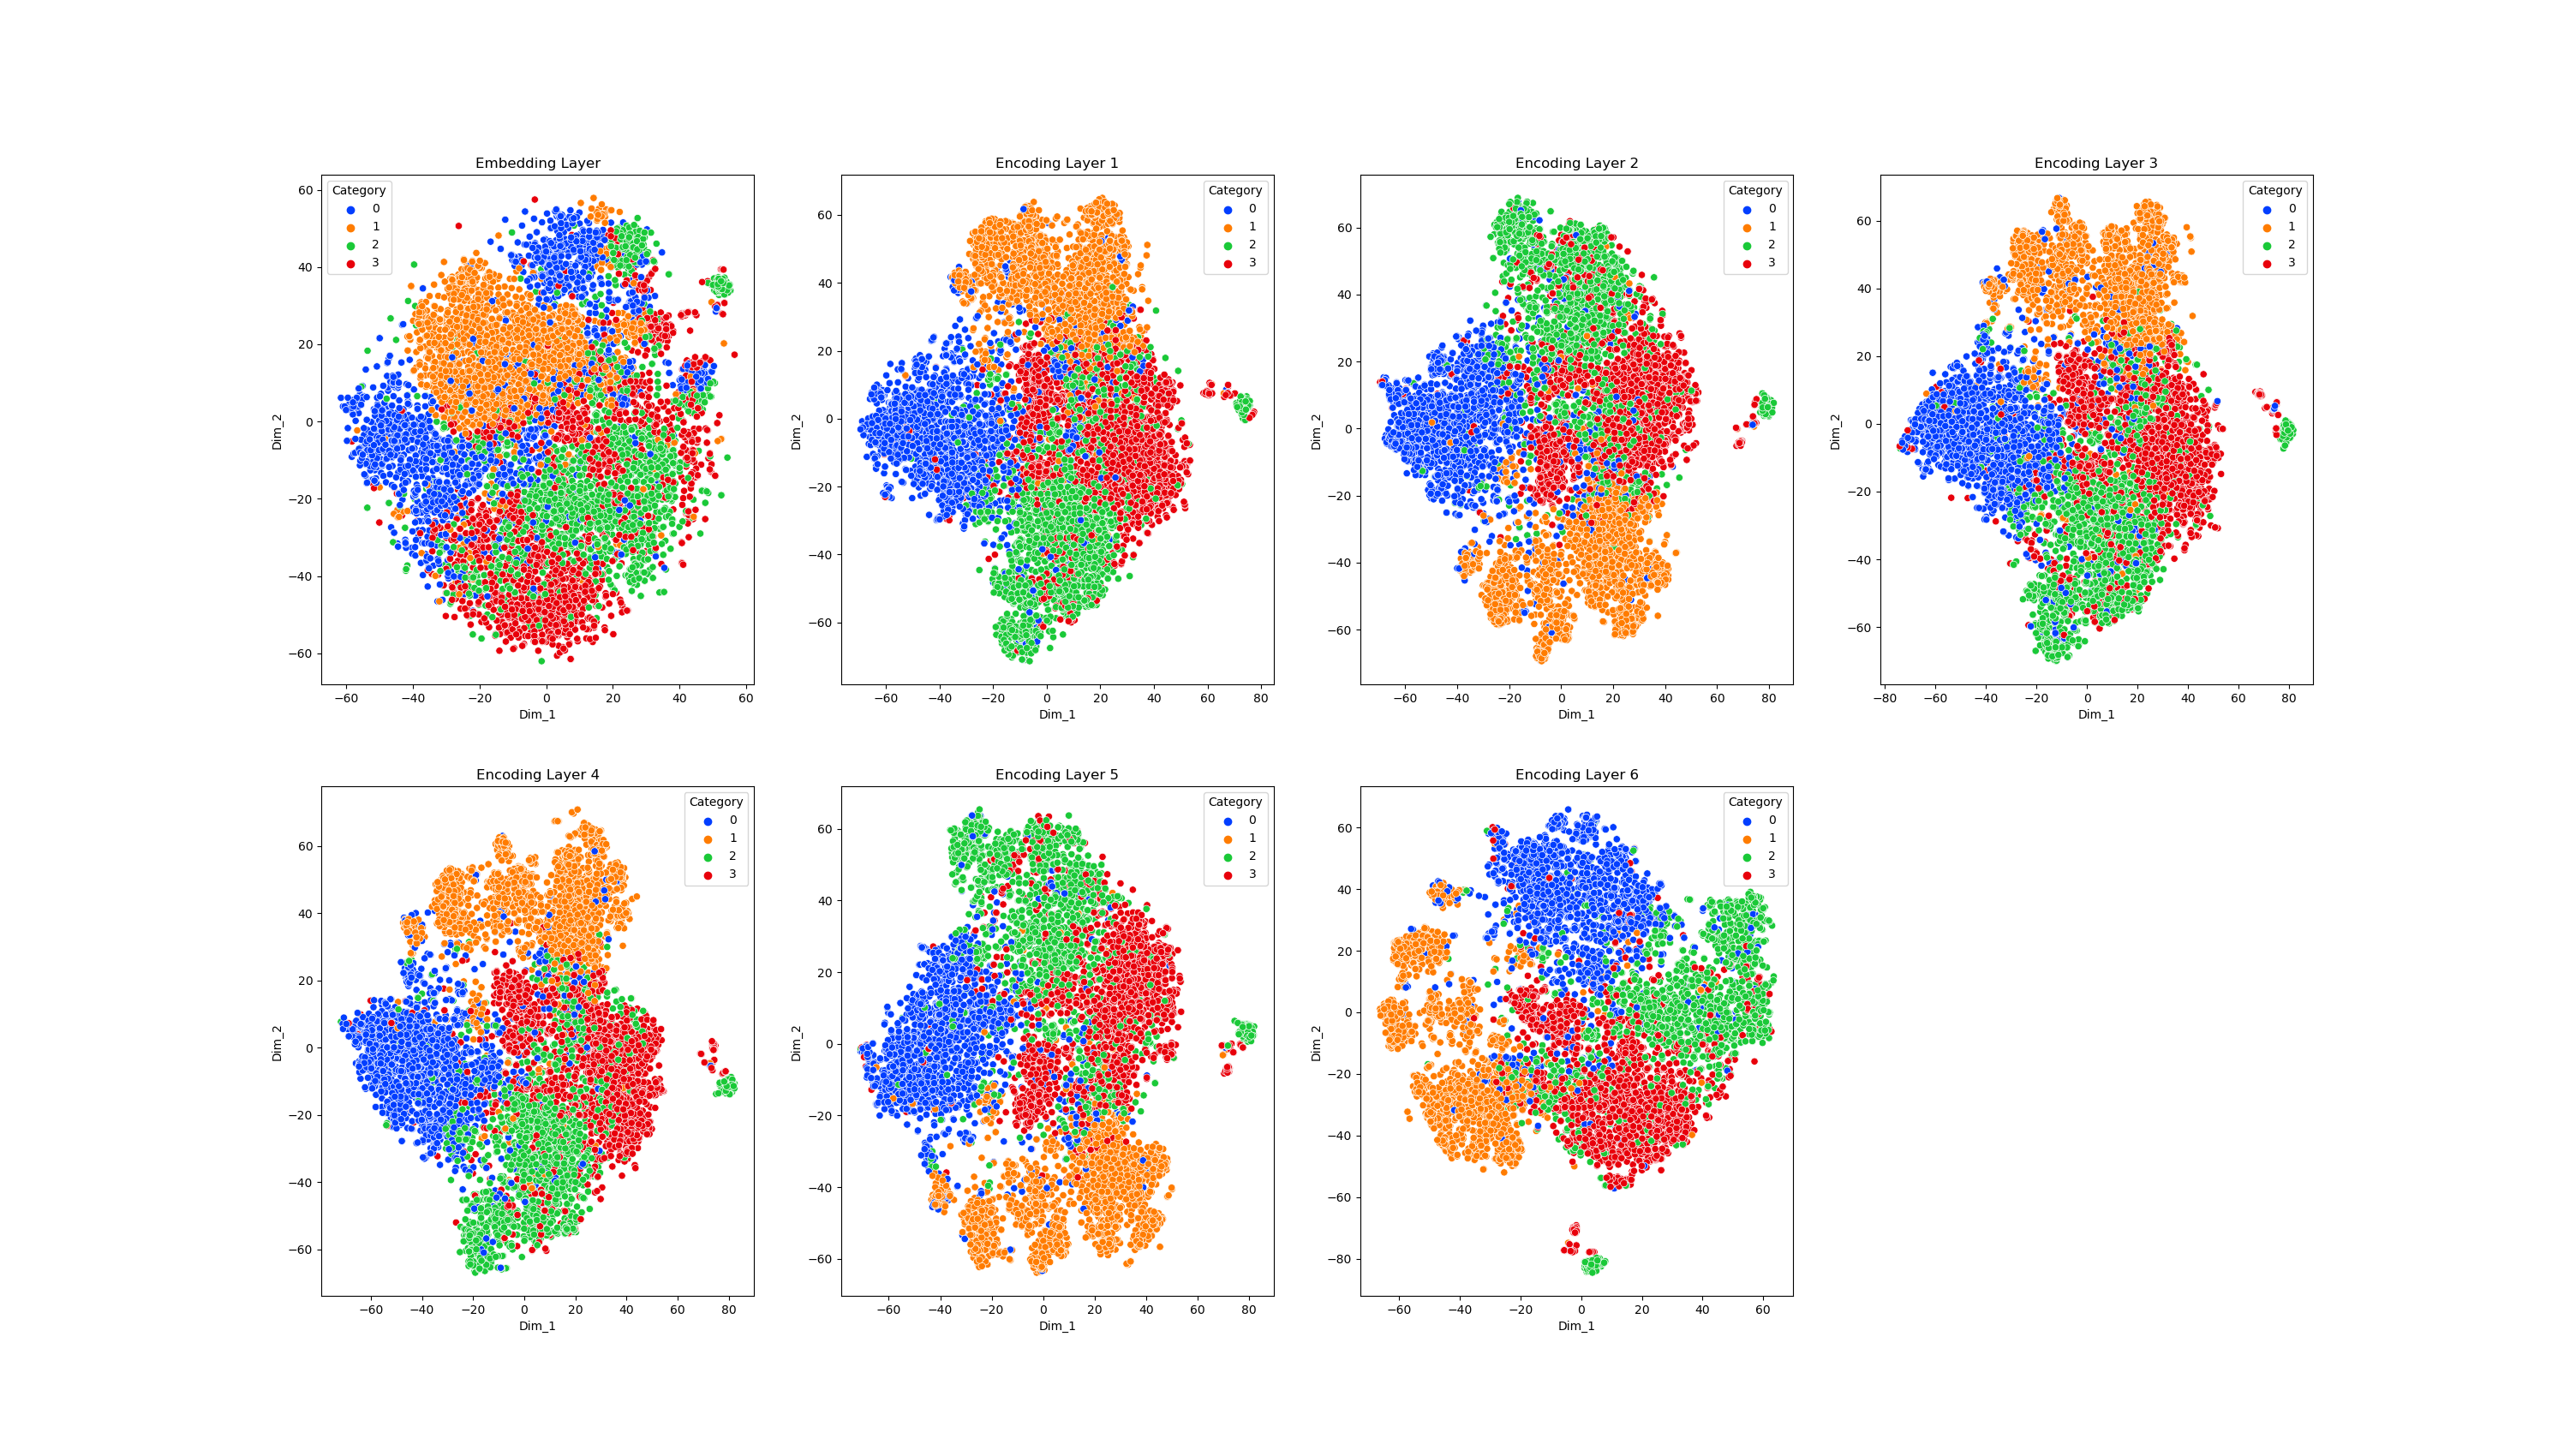 Embedding Layer
Category
0
1
2
3
60
40
20
0
−20
−40
−60
−60 −40 −20 0 20 40 60
Dim_1
Dim_2
Encoding Layer 1
Category
0
1
2
3
60
40
20
0
−20
−40
−60
−60 −40 −20 0 20 40 60 80
Dim_1
Dim_2
Encoding Layer 2
Category
0
1
2
3
60
40
20
0
−20
−40
−60
−60 −40 −20 0 20 40 60 80
Dim_1
Dim_2
Encoding Layer 3
Category
0
1
2
3
60
40
20
0
−20
−40
−60
−80 −60 −40 −20 0 20 40 60 80
Dim_1
Dim_2
Encoding Layer 4
Category
0
1
2
3
60
40
20
0
−20
−40
−60
−60 −40 −20 0 20 40 60 80
Dim_1
Dim_2
Encoding Layer 5
Category
0
1
2
3
60
40
20
0
−20
−40
−60
−60 −40 −20 0 20 40 60 80
Dim_1
Dim_2
Encoding Layer 6
Category
0
1
2
3
60
40
20
0
−20
−40
−60
−80
−60 −40 −20 0 20 40 60
Dim_1
Dim_2